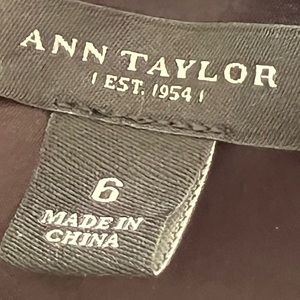 ANN TAYLOR
| EST. 1954 |
6
MADE IN
CHINA